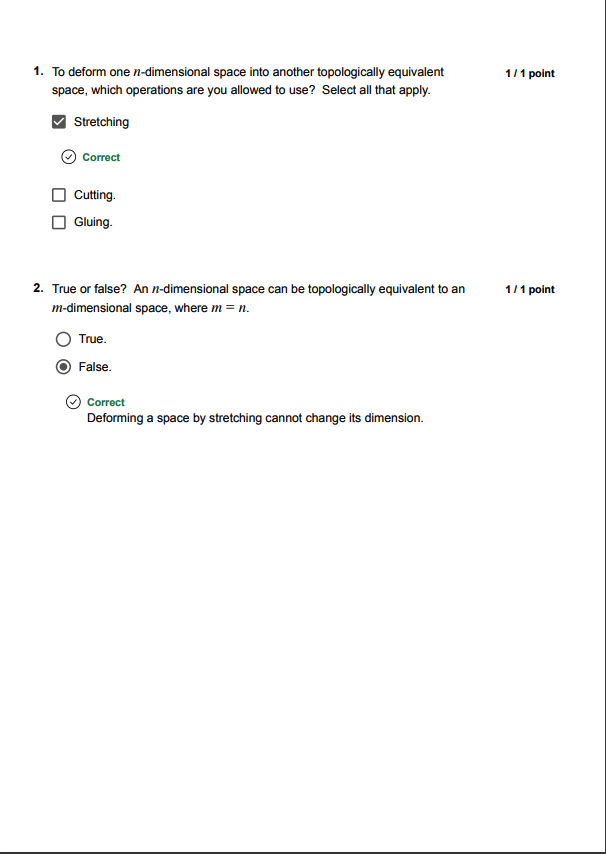 1. To deform one n-dimensional space into another topologically equivalent 1 / 1 point
space, which operations are you allowed to use? Select all that apply.
Stretching
Correct
Cutting.
Gluing.
2. True or false? An n-dimensional space can be topologically equivalent to an 1 / 1 point
m-dimensional space, where m = n.
True.
False.
Correct
Deforming a space by stretching cannot change its dimension.